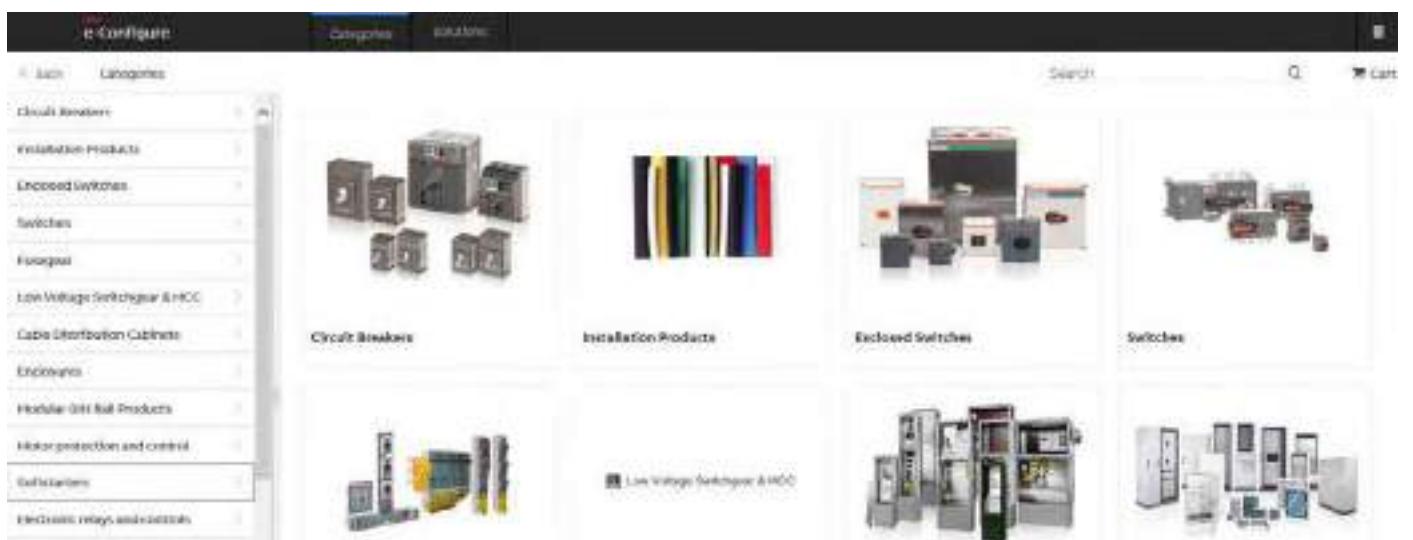 e-Configure
Categories
Solutions
Back
Categories
Search
Cart
Circuit Breakers
Installation Products
Enclosed Switches
Switches
Fusegear
Low Voltage Switchgear & MCC
Cable Distribution Cabinets
Enclosures
Modular DIN Rail Products
Motor protection and control
Softstarters
Electronic relays and controls
Circuit Breakers
Installation Products
Enclosed Switches
Switches
Low Voltage Switchgear & MCC